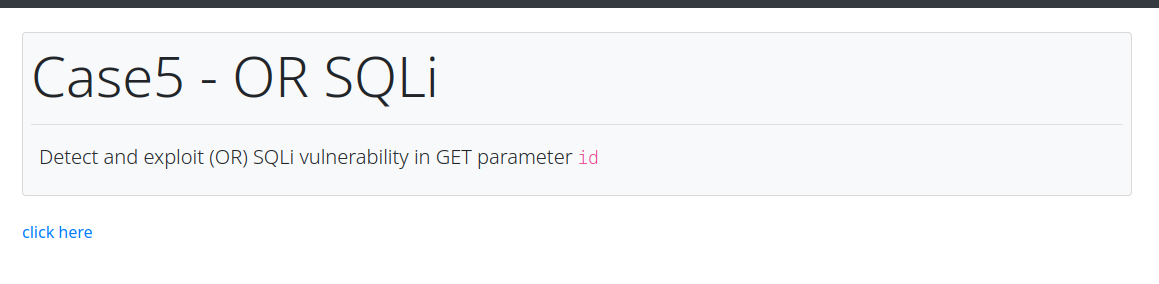 Case5 - OR SQLi
Detect and exploit (OR) SQLi vulnerability in GET parameter id
click here